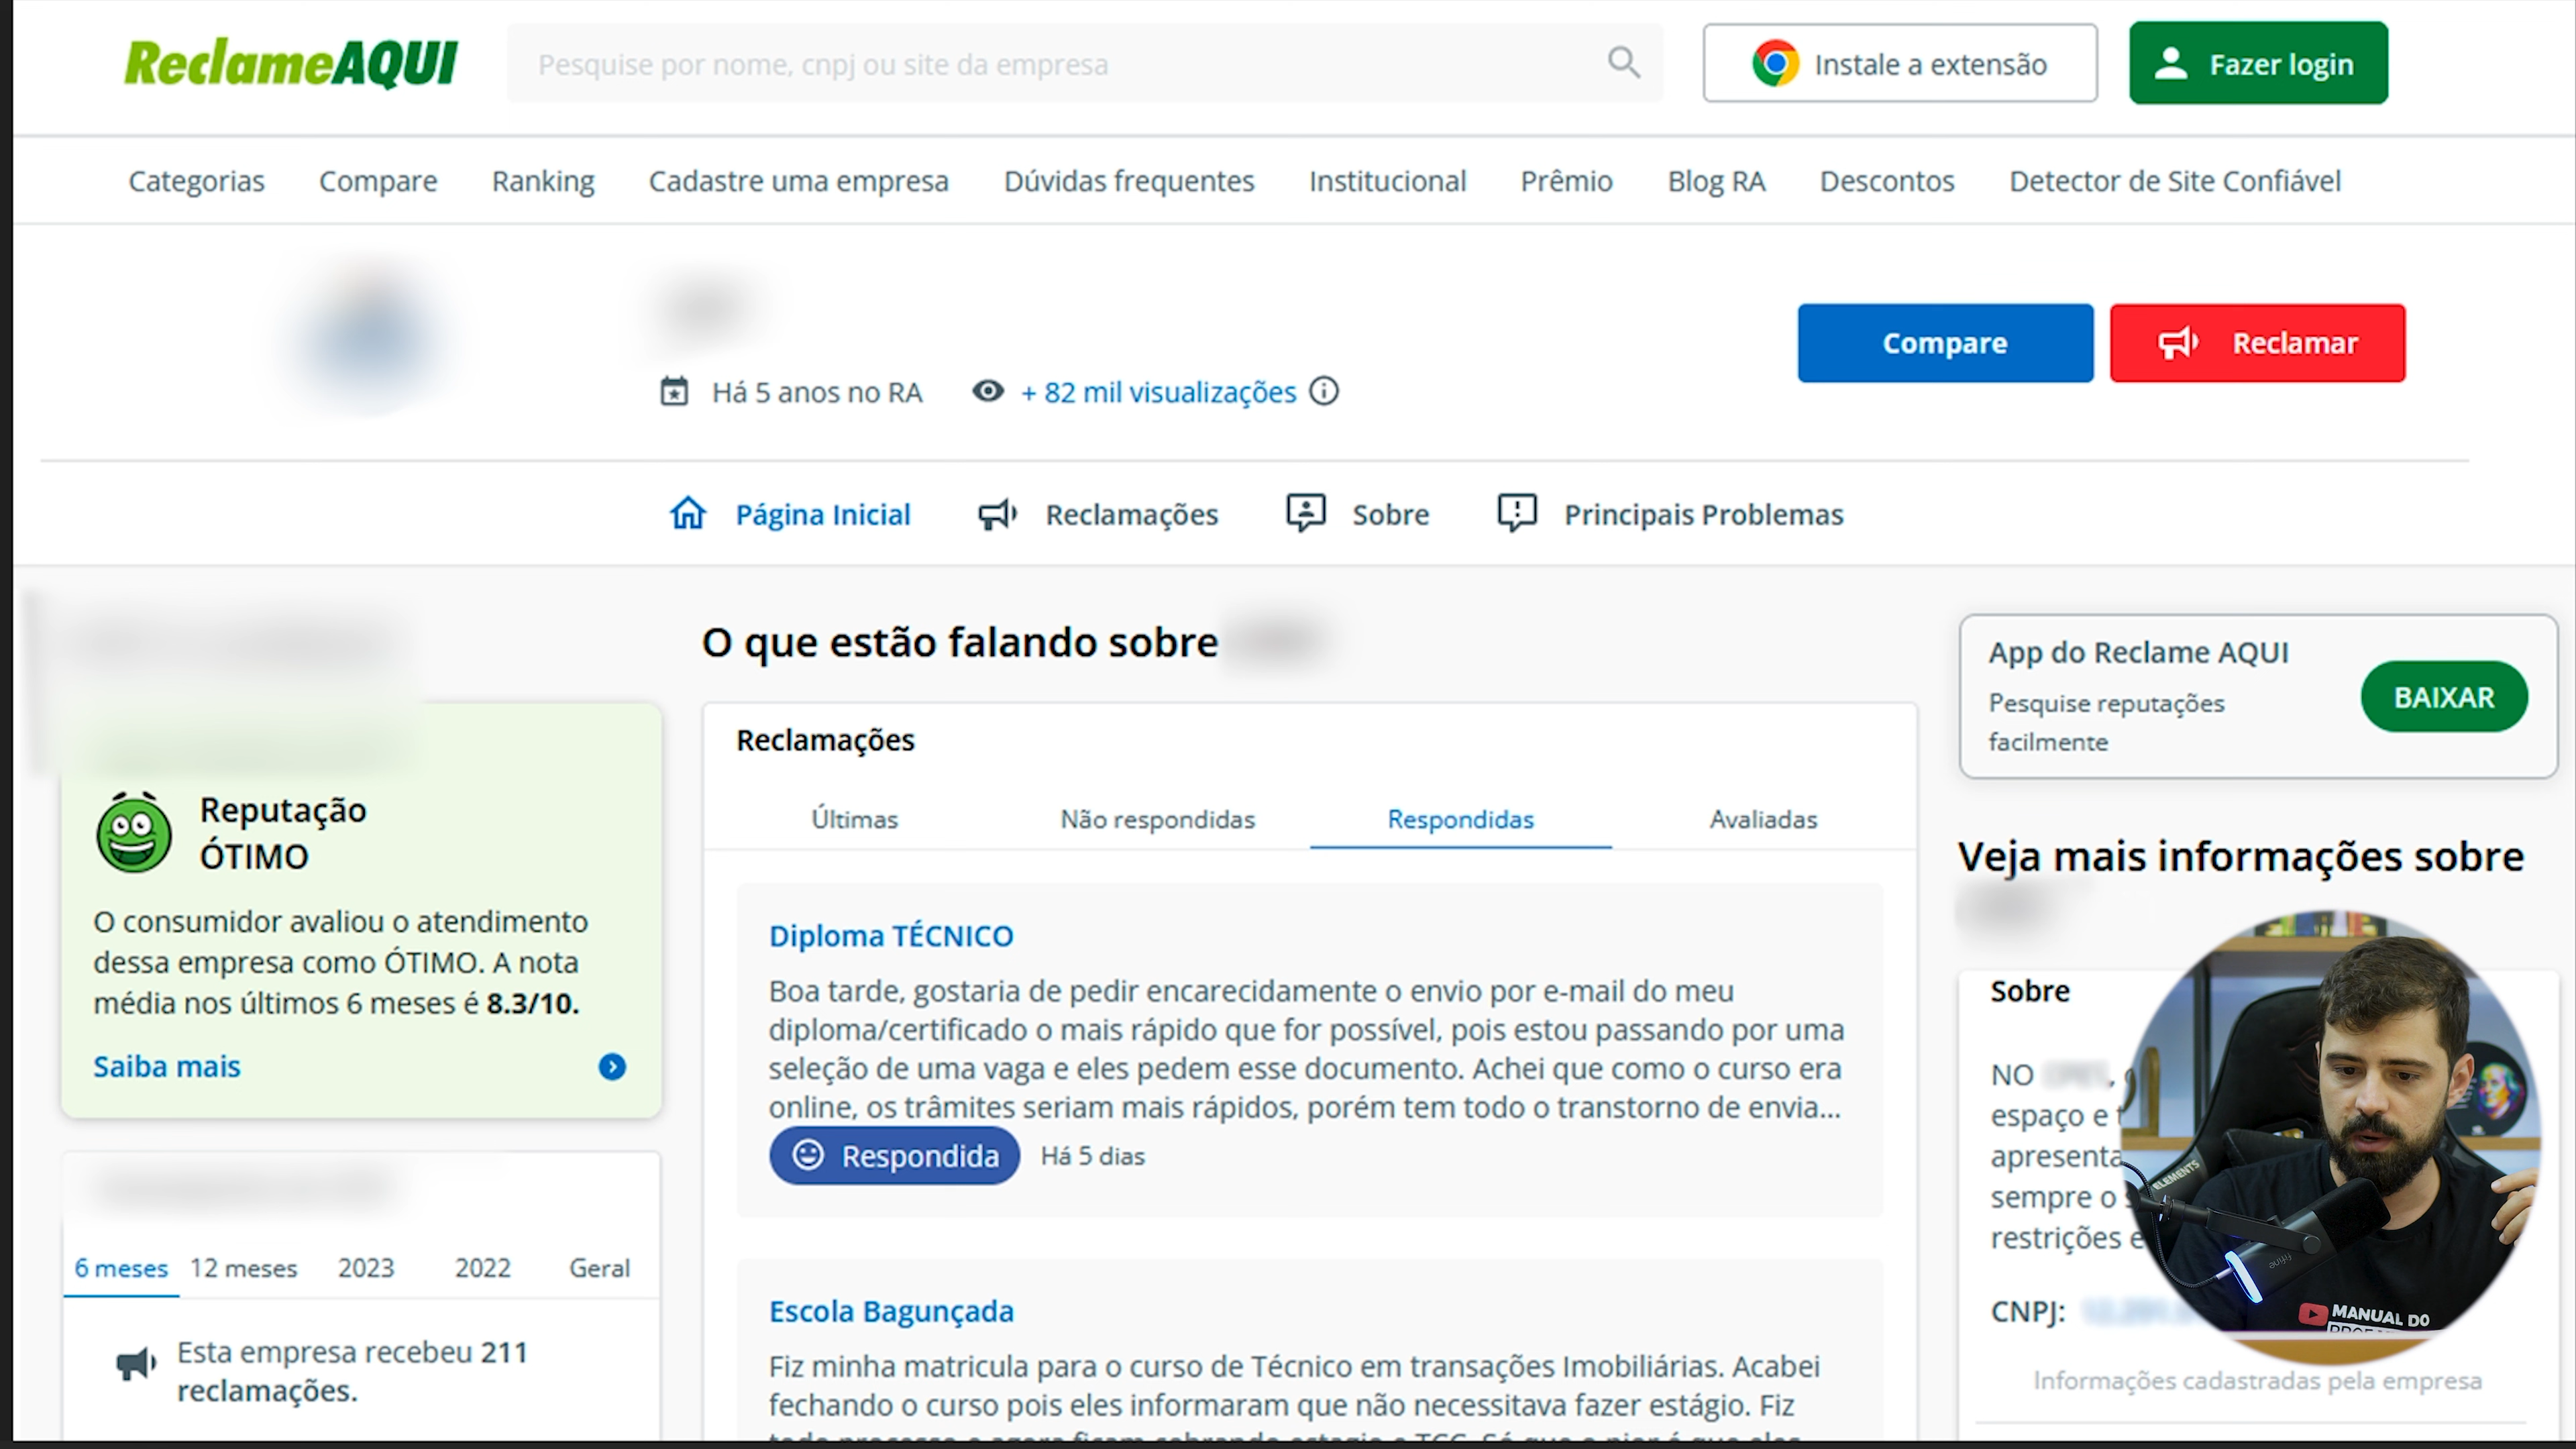 ReclameAQUI
Pesquise por nome, cnpj ou site da empresa
Instale a extensão
Fazer login
Categorias Compare Ranking Cadastre uma empresa Dúvidas frequentes Institucional Prêmio Blog RA Descontos Detector de Site Confiável
Há 5 anos no RA + 82 mil visualizações
Compare
Reclamar
Página Inicial Reclamações Sobre Principais Problemas
Reputação
ÓTIMO
O consumidor avaliou o atendimento
dessa empresa como ÓTIMO. A nota
média nos últimos 6 meses é 8.3/10.
Saiba mais
6 meses 12 meses 2023 2022 Geral
Esta empresa recebeu 211
reclamações.
O que estão falando sobre
Reclamações
Últimas Não respondidas Respondidas Avaliadas
Diploma TÉCNICO
Boa tarde, gostaria de pedir encarecidamente o envio por e-mail do meu
diploma/certificado o mais rápido que for possível, pois estou passando por uma
seleção de uma vaga e eles pedem esse documento. Achei que como o curso era
online, os trâmites seriam mais rápidos, porém tem todo o transtorno de envia...
Respondida Há 5 dias
Escola Bagunçada
Fiz minha matricula para o curso de Técnico em transações Imobiliárias. Acabei
fechando o curso pois eles informaram que não necessitava fazer estágio. Fiz
App do Reclame AQUI
Pesquise reputações
facilmente
BAIXAR
Veja mais informações sobre
Sobre
NO
espaço e
apresenta
sempre o
restrições e
CNPJ:
Informações cadastradas pela empresa
ELEMENTS
fifine
MANUAL DO